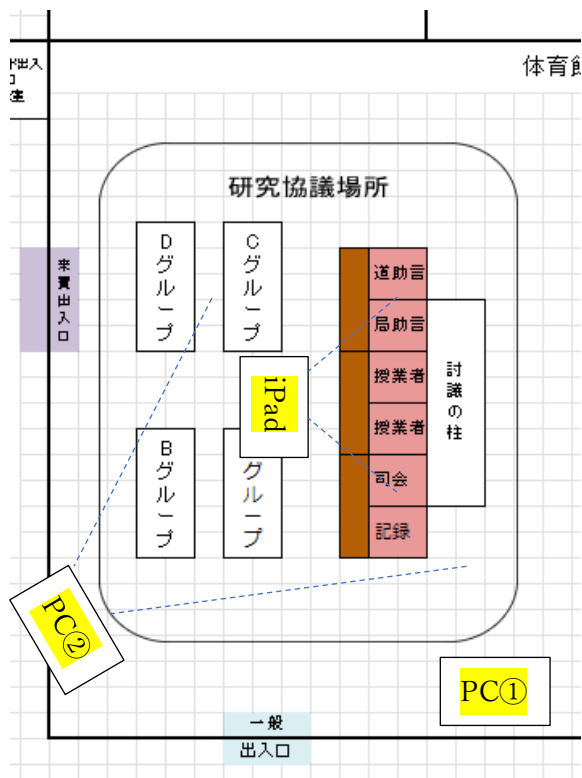 体育館
研究協議場所
Dグループ
Cグループ
来賓出入口
道助言
局助言
授業者
授業者
司会
記録
討議の柱
iPad
Bグループ
グループ
PC②
PC①
一般
出入口